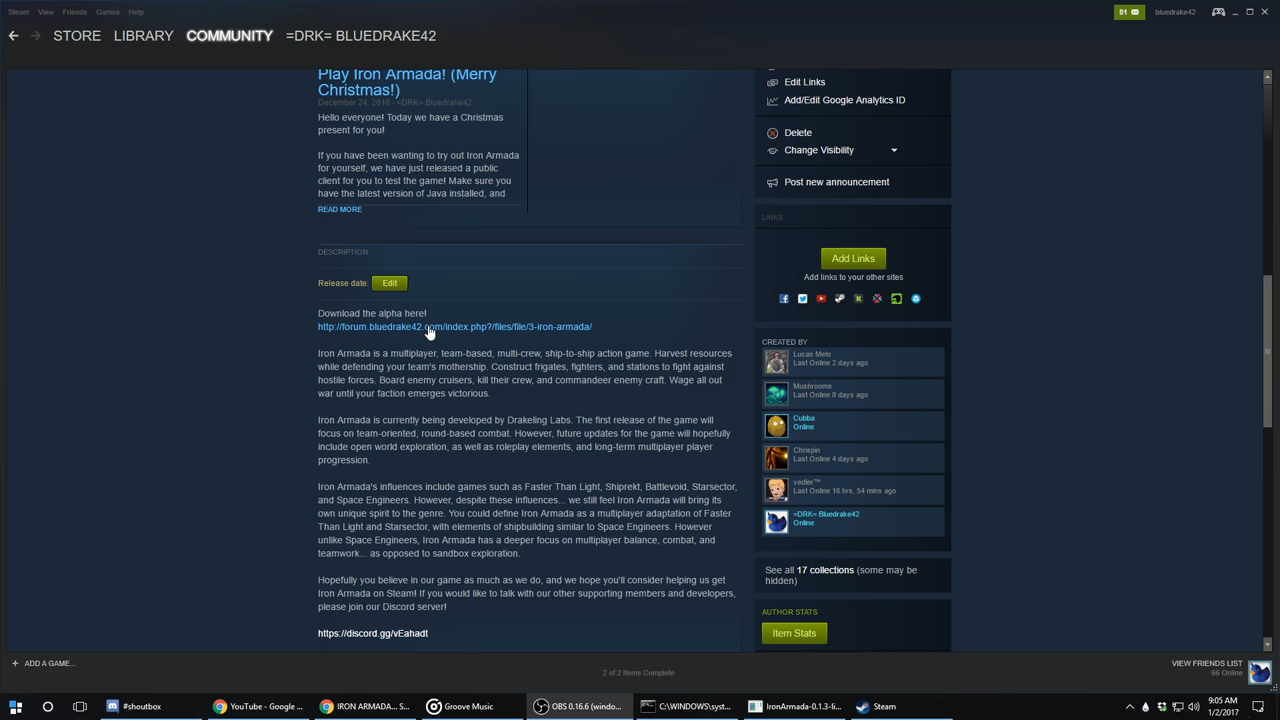 Steam View Friends Games Help
81
bluedrake42
STORE LIBRARY COMMUNITY =DRK= BLUEDRAKE42
Play Iron Armada! (Merry
Christmas!)
December 24, 2016 - =DRK= Bluedrake42
Hello everyone! Today we have a Christmas
present for you!
If you have been wanting to try out Iron Armada
for yourself, we have just released a public
client for you to test the game! Make sure you
have the latest version of Java installed, and
READ MORE
DESCRIPTION
Release date: Edit
Download the alpha here!
http://forum.bluedrake42.com/index.php?/files/file/3-iron-armada/
Iron Armada is a multiplayer, team-based, multi-crew, ship-to-ship action game. Harvest resources
while defending your team's mothership. Construct frigates, fighters, and stations to fight against
hostile forces. Board enemy cruisers, kill their crew, and commandeer enemy craft. Wage all out
war until your faction emerges victorious.
Iron Armada is currently being developed by Drakeling Labs. The first release of the game will
focus on team-oriented, round-based combat. However, future updates for the game will hopefully
include open world exploration, as well as roleplay elements, and long-term multiplayer player
progression.
Iron Armada's influences include games such as Faster Than Light, Shiprekt, Battlevoid, Starsector,
and Space Engineers. However, despite these influences... we still feel Iron Armada will bring its
own unique spirit to the genre. You could define Iron Armada as a multiplayer adaptation of Faster
Than Light and Starsector, with elements of shipbuilding similar to Space Engineers. However
unlike Space Engineers, Iron Armada has a deeper focus on multiplayer balance, combat, and
teamwork... as opposed to sandbox exploration.
Hopefully you believe in our game as much as we do, and we hope you'll consider helping us get
Iron Armada on Steam! If you would like to talk with our other supporting members and developers,
please join our Discord server!
https://discord.gg/vEahadt
Edit Links
Add/Edit Google Analytics ID
Delete
Change Visibility
Post new announcement
LINKS
Add Links
Add links to your other sites
CREATED BY
Lucas Melo
Last Online 2 days ago
Mushrooms
Last Online 8 days ago
Cubba
Online
Chrispin
Last Online 4 days ago
vedler™
Last Online 16 hrs, 54 mins ago
=DRK= Bluedrake42
Online
See all 17 collections (some may be
hidden)
AUTHOR STATS
Item Stats
+ ADD A GAME...
2 of 2 Items Complete
VIEW FRIENDS LIST
66 Online
#shoutbox
YouTube - Google ...
IRON ARMADA... S...
Groove Music
OBS 0.16.6 (windo...
C:\WINDOWS\syst...
IronArmada-0.1.3-li...
Steam
9:05 AM
1/2/2017